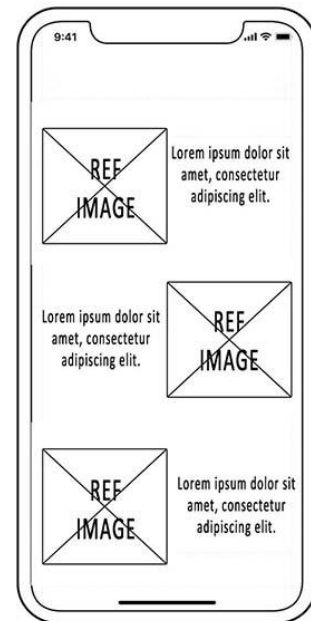 9:41
REF
IMAGE
Lorem ipsum dolor sit
amet, consectetur
adipiscing elit.
Lorem ipsum dolor sit
amet, consectetur
adipiscing elit.
REF
IMAGE
REF
IMAGE
Lorem ipsum dolor sit
amet, consectetur
adipiscing elit.